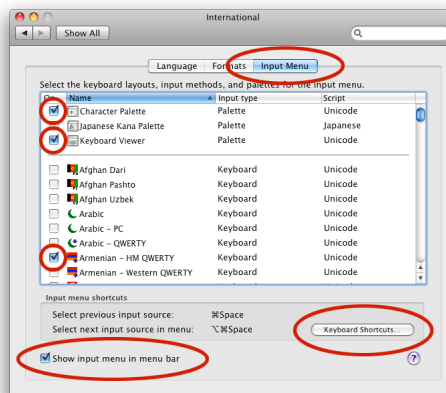 International
Show All
Language Formats Input Menu
Select the keyboard layouts, input methods, and palettes for the input menu.
Name Input type Script
Character Palette Palette Unicode
Japanese Kana Palette Palette Japanese
Keyboard Viewer Palette Unicode
Afghan Dari Keyboard Unicode
Afghan Pashto Keyboard Unicode
Afghan Uzbek Keyboard Unicode
Arabic Keyboard Unicode
Arabic – PC Keyboard Unicode
Arabic – QWERTY Keyboard Unicode
Armenian – HM QWERTY Keyboard Unicode
Armenian – Western QWERTY Keyboard Unicode
Input menu shortcuts
Select previous input source: ⌘Space
Select next input source in menu: ⌥⌘Space
Keyboard Shortcuts...
Show input menu in menu bar ?